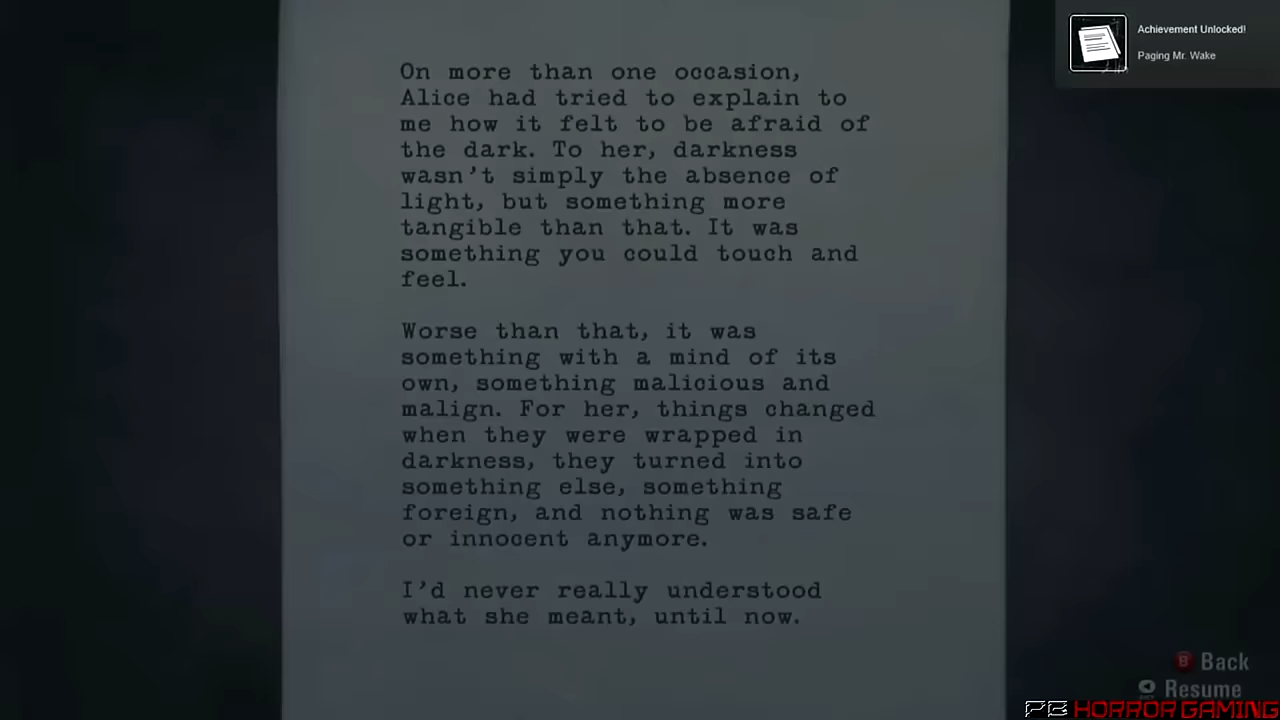 Achievement Unlocked!
Paging Mr. Wake
On more than one occasion,
Alice had tried to explain to
me how it felt to be afraid of
the dark. To her, darkness
wasn't simply the absence of
light, but something more
tangible than that. It was
something you could touch and
feel.
Worse than that, it was
something with a mind of its
own, something malicious and
malign. For her, things changed
when they were wrapped in
darkness, they turned into
something else, something
foreign, and nothing was safe
or innocent anymore.
I'd never really understood
what she meant, until now.
B Back
Resume
HORROR GAMING